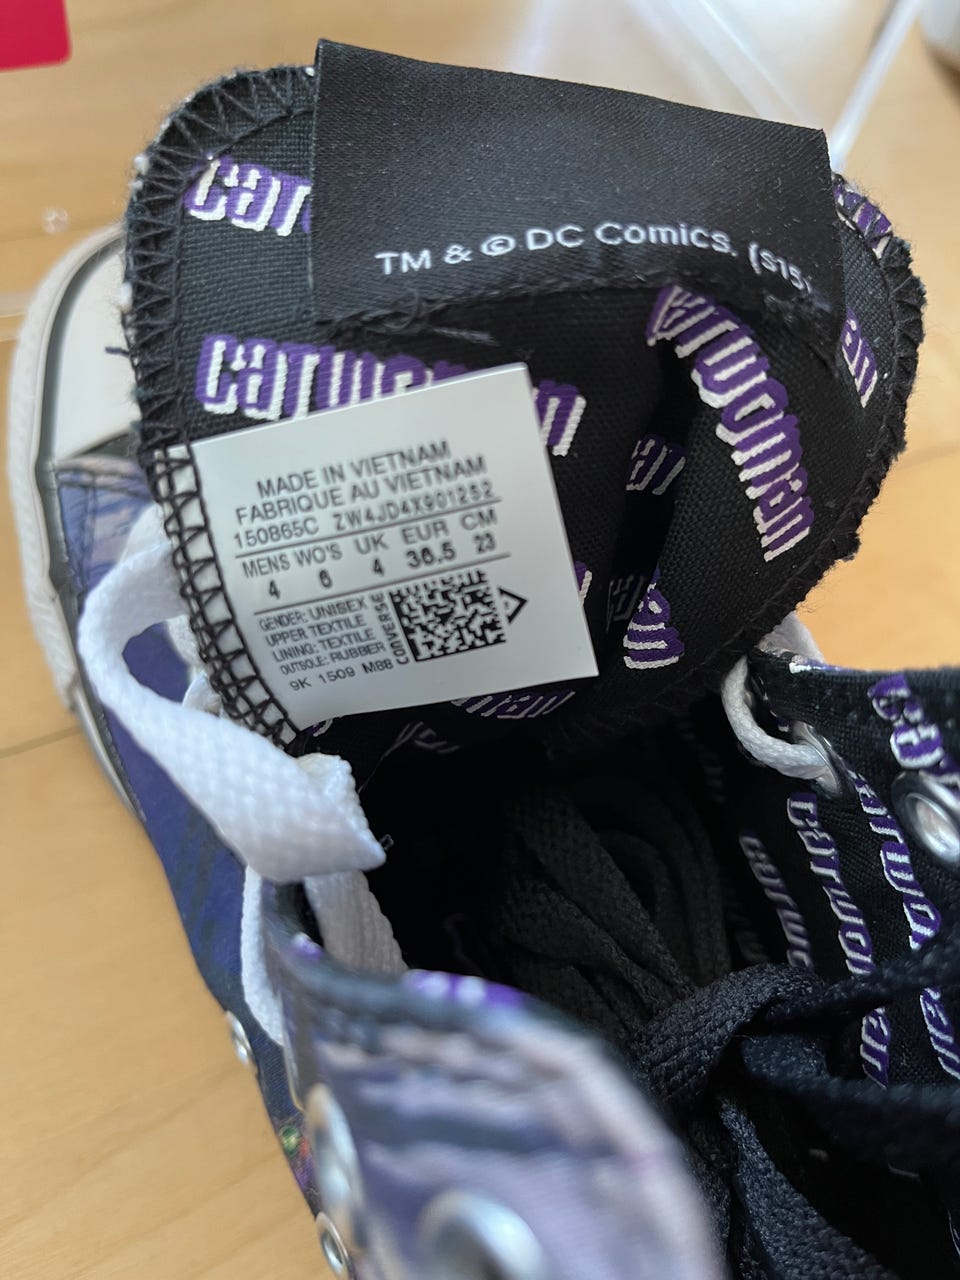 TM & © DC Comics. (s15)
catwoman
catwoman
MADE IN VIETNAM
FABRIQUE AU VIETNAM
150865C ZW4JD4X901252
MENS WO'S UK EUR CM
4 6 4 36.5 23
GENDER: UNISEX
UPPER TEXTILE
LINING: TEXTILE
OUTSOLE: RUBBER
9K 1509 M88
CONVERSE
catwoman
catwoman